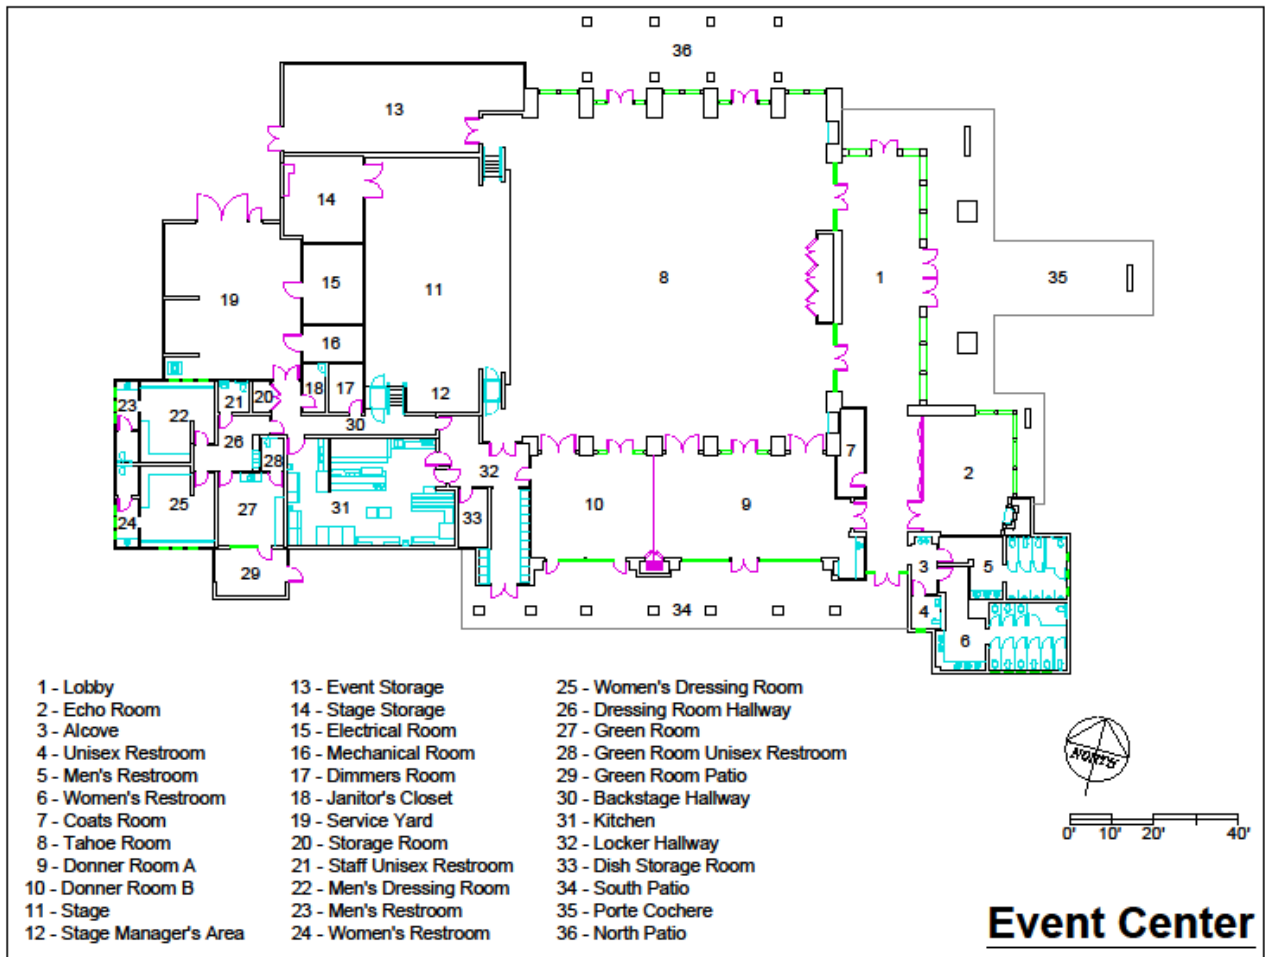 36
13
14
15
11
8
1
35
19
16
18
17
12
20
21
23
22
30
7
26
28
32
2
25
31
33
10
9
24
27
29
3
5
4
34
6
1 - Lobby
2 - Echo Room
3 - Alcove
4 - Unisex Restroom
5 - Men's Restroom
6 - Women's Restroom
7 - Coats Room
8 - Tahoe Room
9 - Donner Room A
10 - Donner Room B
11 - Stage
12 - Stage Manager's Area
13 - Event Storage
14 - Stage Storage
15 - Electrical Room
16 - Mechanical Room
17 - Dimmers Room
18 - Janitor's Closet
19 - Service Yard
20 - Storage Room
21 - Staff Unisex Restroom
22 - Men's Dressing Room
23 - Men's Restroom
24 - Women's Restroom
25 - Women's Dressing Room
26 - Dressing Room Hallway
27 - Green Room
28 - Green Room Unisex Restroom
29 - Green Room Patio
30 - Backstage Hallway
31 - Kitchen
32 - Locker Hallway
33 - Dish Storage Room
34 - South Patio
35 - Porte Cochere
36 - North Patio
NORTH
0' 10' 20' 40'
Event Center